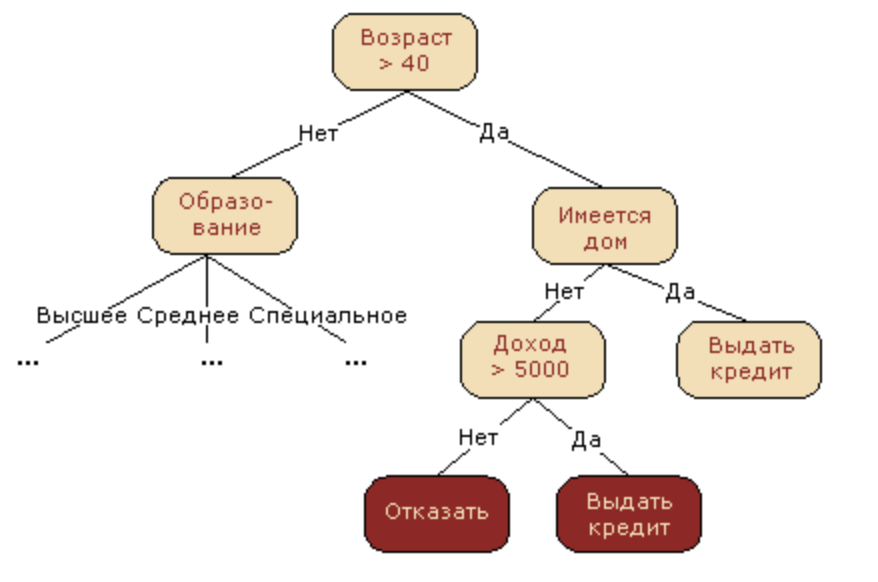 Возраст
> 40
Нет
Да
Образо-
вание
Имеется
дом
Высшее Среднее Специальное
... ... ...
Нет
Да
Доход
> 5000
Выдать
кредит
Нет
Да
Отказать
Выдать
кредит